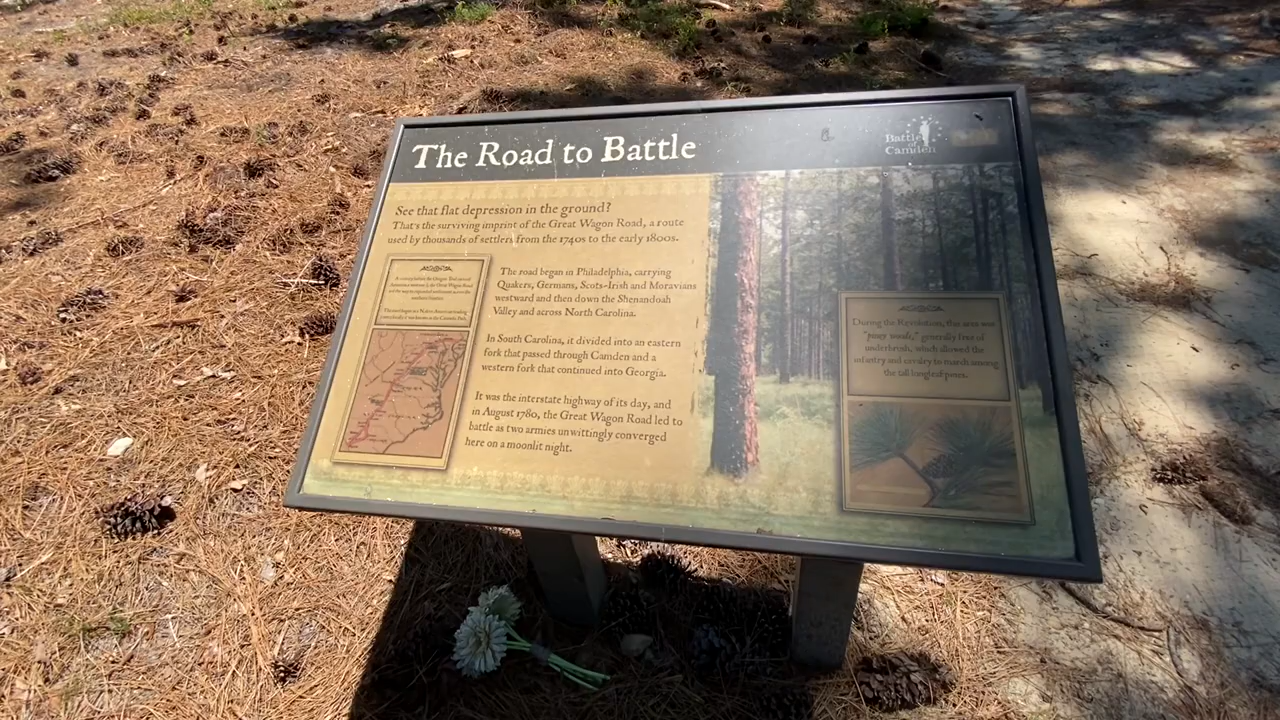 The Road to Battle
Battle
of
Camden
See that flat depression in the ground?
That's the surviving imprint of the Great Wagon Road, a route
used by thousands of settlers from the 1740s to the early 1800s.
The road began in Philadelphia, carrying
Quakers, Germans, Scots-Irish and Moravians
westward and then down the Shenandoah
Valley and across North Carolina.
In South Carolina, it divided into an eastern
fork that passed through Camden and a
western fork that continued into Georgia.
It was the interstate highway of its day, and
in August 1780, the Great Wagon Road led to
battle as two armies unwittingly converged
here on a moonlit night.
During the Revolution, this area was
"piney woods," generally free of
underbrush, which allowed the
infantry and cavalry to march among
the tall longleaf pines.